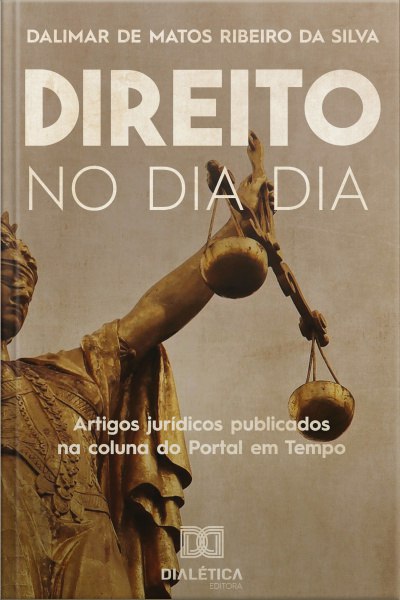 DALIMAR DE MATOS RIBEIRO DA SILVA
DIREITO
NO DIA DIA
Artigos jurídicos publicados
na coluna do Portal em Tempo
DIALÉTICA
EDITORA